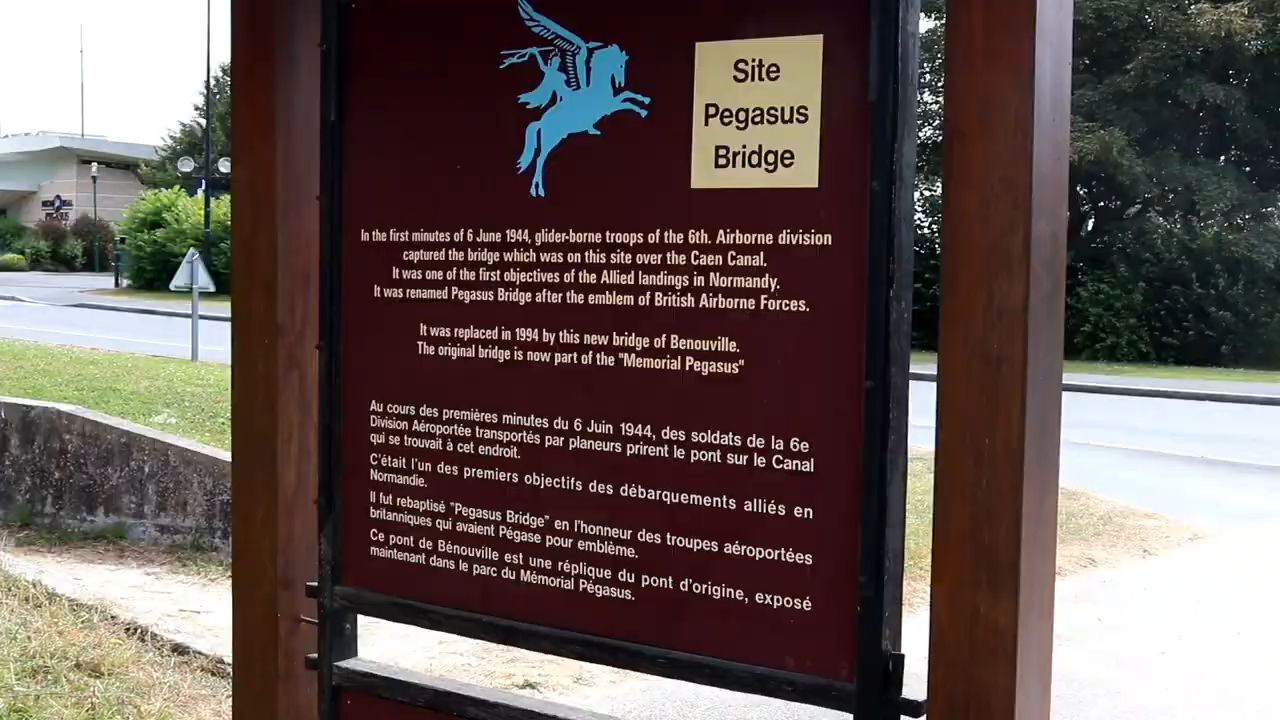 Site
Pegasus
Bridge
In the first minutes of 6 June 1944, glider-borne troops of the 6th. Airborne division
captured the bridge which was on this site over the Caen Canal.
It was one of the first objectives of the Allied landings in Normandy.
It was renamed Pegasus Bridge after the emblem of British Airborne Forces.
It was replaced in 1994 by this new bridge of Benouville.
The original bridge is now part of the "Memorial Pegasus"
Au cours des premières minutes du 6 Juin 1944, des soldats de la 6e
Division Aéroportée transportés par planeurs prirent le pont sur le Canal
qui se trouvait à cet endroit.
C'était l'un des premiers objectifs des débarquements alliés en
Normandie.
Il fut rebaptisé "Pegasus Bridge" en l'honneur des troupes aéroportées
britanniques qui avaient Pégase pour emblème.
Ce pont de Bénouville est une réplique du pont d'origine, exposé
maintenant dans le parc du Mémorial Pégasus.
PEGASUS